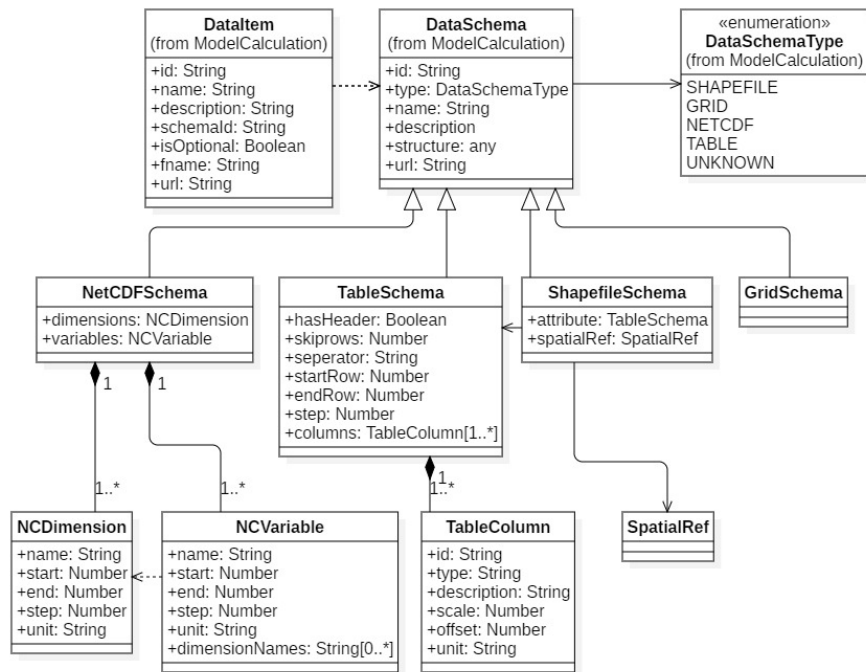 DataItem
(from ModelCalculation)
+id: String
+name: String
+description: String
+schemaId: String
+isOptional: Boolean
+fname: String
+url: String
DataSchema
(from ModelCalculation)
+id: String
+type: DataSchemaType
+name: String
+description
+structure: any
+url: String
«enumeration»
DataSchemaType
(from ModelCalculation)
SHAPEFILE
GRID
NETCDF
TABLE
UNKNOWN
NetCDFSchema
+dimensions: NCDimension
+variables: NCVariable
TableSchema
+hasHeader: Boolean
+skiprows: Number
+seperator: String
+startRow: Number
+endRow: Number
+step: Number
+columns: TableColumn[1..*]
ShapefileSchema
+attribute: TableSchema
+spatialRef: SpatialRef
GridSchema
1
1
1
1..*
1..*
1..*
NCDimension
+name: String
+start: Number
+end: Number
+step: Number
+unit: String
NCVariable
+name: String
+start: Number
+end: Number
+step: Number
+unit: String
+dimensionNames: String[0..*]
TableColumn
+id: String
+type: String
+description: String
+scale: Number
+offset: Number
+unit: String
SpatialRef